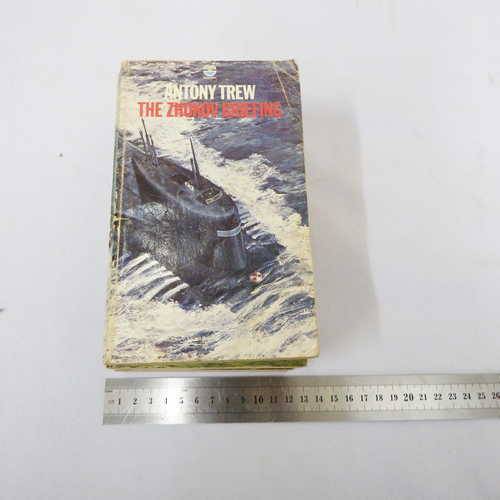 ANTONY TREW
THE ZHUKOV BRIEFING
1 2 3 4 5 6 7 8 9 10 11 12 13 14 15 16 17 18 19 20 21 22 23 24 25 26